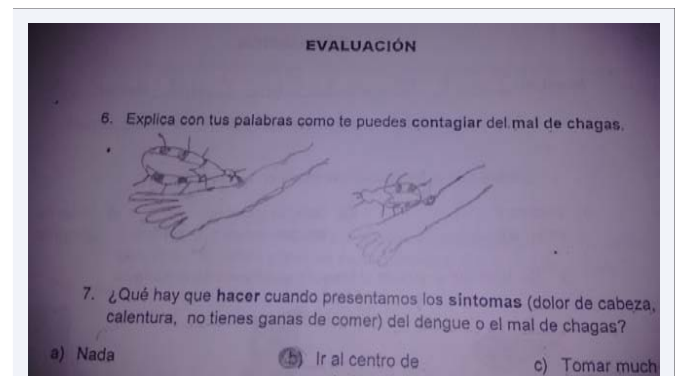 EVALUACIÓN
6. Explica con tus palabras como te puedes contagiar del mal de chagas.
7. ¿Qué hay que hacer cuando presentamos los sintomas (dolor de cabeza,
calentura, no tienes ganas de comer) del dengue o el mal de chagas?
a) Nada b) Ir al centro de c) Tomar much